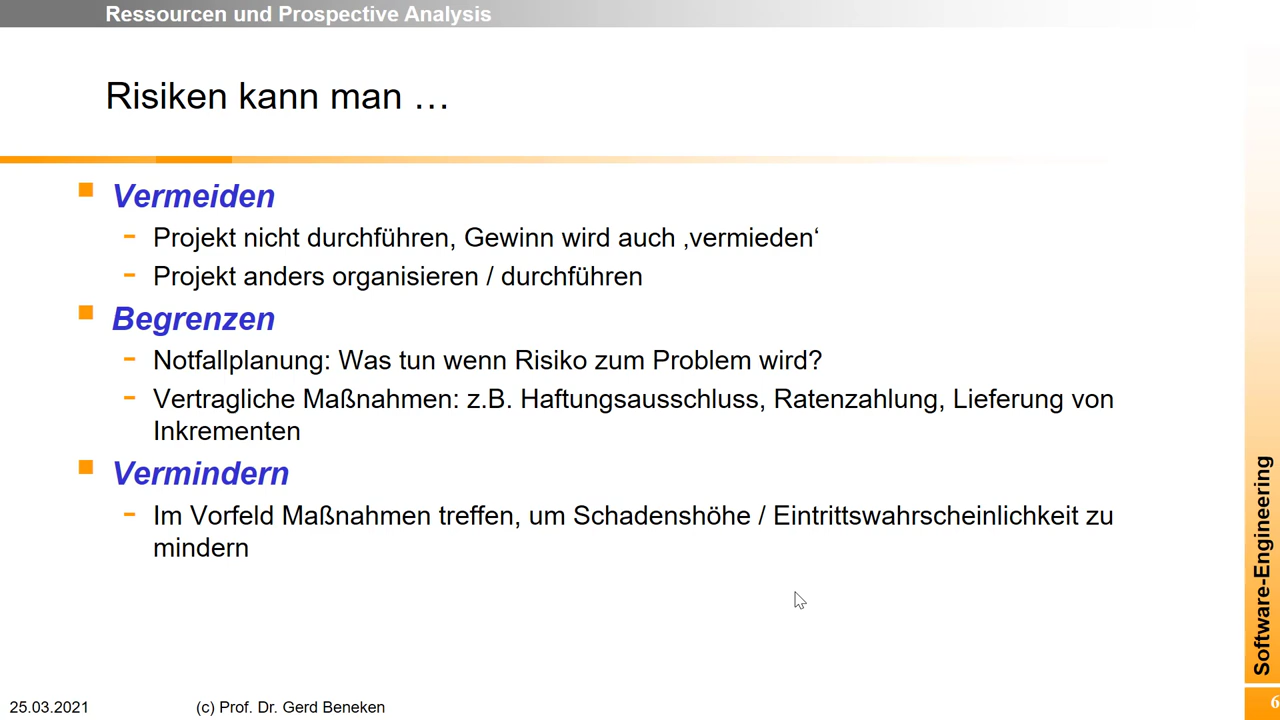 Ressourcen und Prospective Analysis
Risiken kann man …
Vermeiden
- Projekt nicht durchführen, Gewinn wird auch ‚vermieden‘
- Projekt anders organisieren / durchführen
Begrenzen
- Notfallplanung: Was tun wenn Risiko zum Problem wird?
- Vertragliche Maßnahmen: z.B. Haftungsausschluss, Ratenzahlung, Lieferung von
Inkrementen
Vermindern
- Im Vorfeld Maßnahmen treffen, um Schadenshöhe / Eintrittswahrscheinlichkeit zu
mindern
Software-Engineering
25.03.2021
(c) Prof. Dr. Gerd Beneken